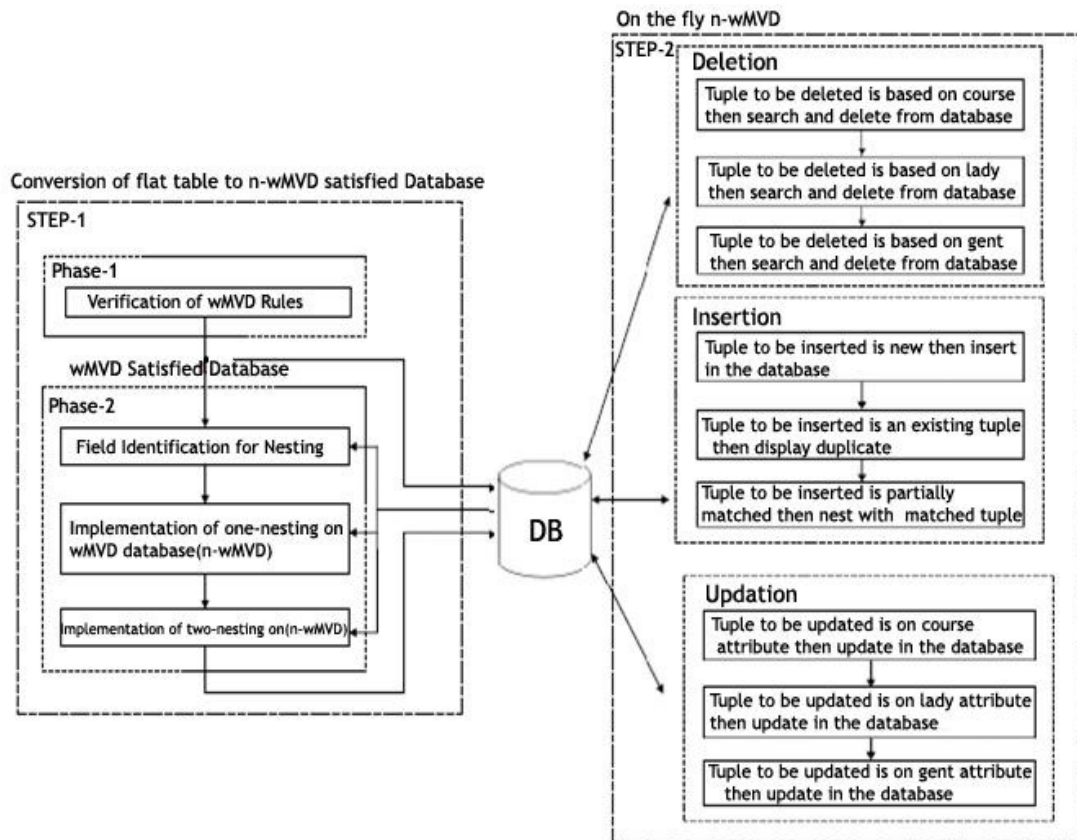 Conversion of flat table to n-wMVD satisfied Database
STEP-1
Phase-1
Verification of wMVD Rules
wMVD Satisfied Database
Phase-2
Field Identification for Nesting
Implementation of one-nesting on
wMVD database(n-wMVD)
Implementation of two-nesting on(n-wMVD)
DB
On the fly n-wMVD
STEP-2
Deletion
Tuple to be deleted is based on course
then search and delete from database
Tuple to be deleted is based on lady
then search and delete from database
Tuple to be deleted is based on gent
then search and delete from database
Insertion
Tuple to be inserted is new then insert
in the database
Tuple to be inserted is an existing tuple
then display duplicate
Tuple to be inserted is partially
matched then nest with matched tuple
Updation
Tuple to be updated is on course
attribute then update in the database
Tuple to be updated is on lady attribute
then update in the database
Tuple to be updated is on gent attribute
then update in the database